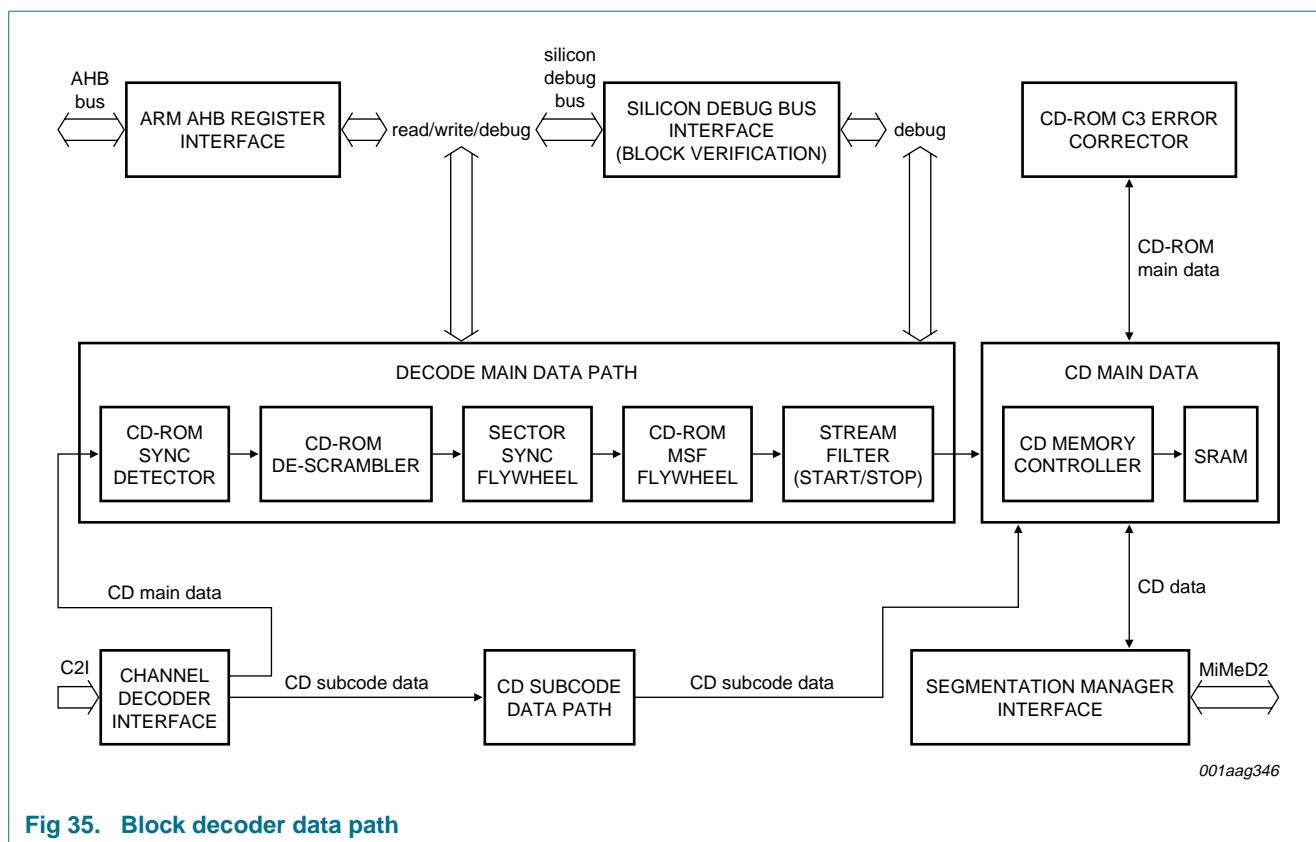 AHB
bus
ARM AHB REGISTER
INTERFACE
read/write/debug
silicon
debug
bus
SILICON DEBUG BUS
INTERFACE
(BLOCK VERIFICATION)
debug
CD-ROM C3 ERROR
CORRECTOR
CD-ROM
main data
DECODE MAIN DATA PATH
CD-ROM
SYNC
DETECTOR
CD-ROM
DE-SCRAMBLER
SECTOR
SYNC
FLYWHEEL
CD-ROM
MSF
FLYWHEEL
STREAM
FILTER
(START/STOP)
CD MAIN DATA
CD MEMORY
CONTROLLER
SRAM
CD main data
CD data
C2I
CHANNEL
DECODER
INTERFACE
CD subcode data
CD SUBCODE
DATA PATH
CD subcode data
SEGMENTATION MANAGER
INTERFACE
MiMeD2
001aag346
Fig 35. Block decoder data path